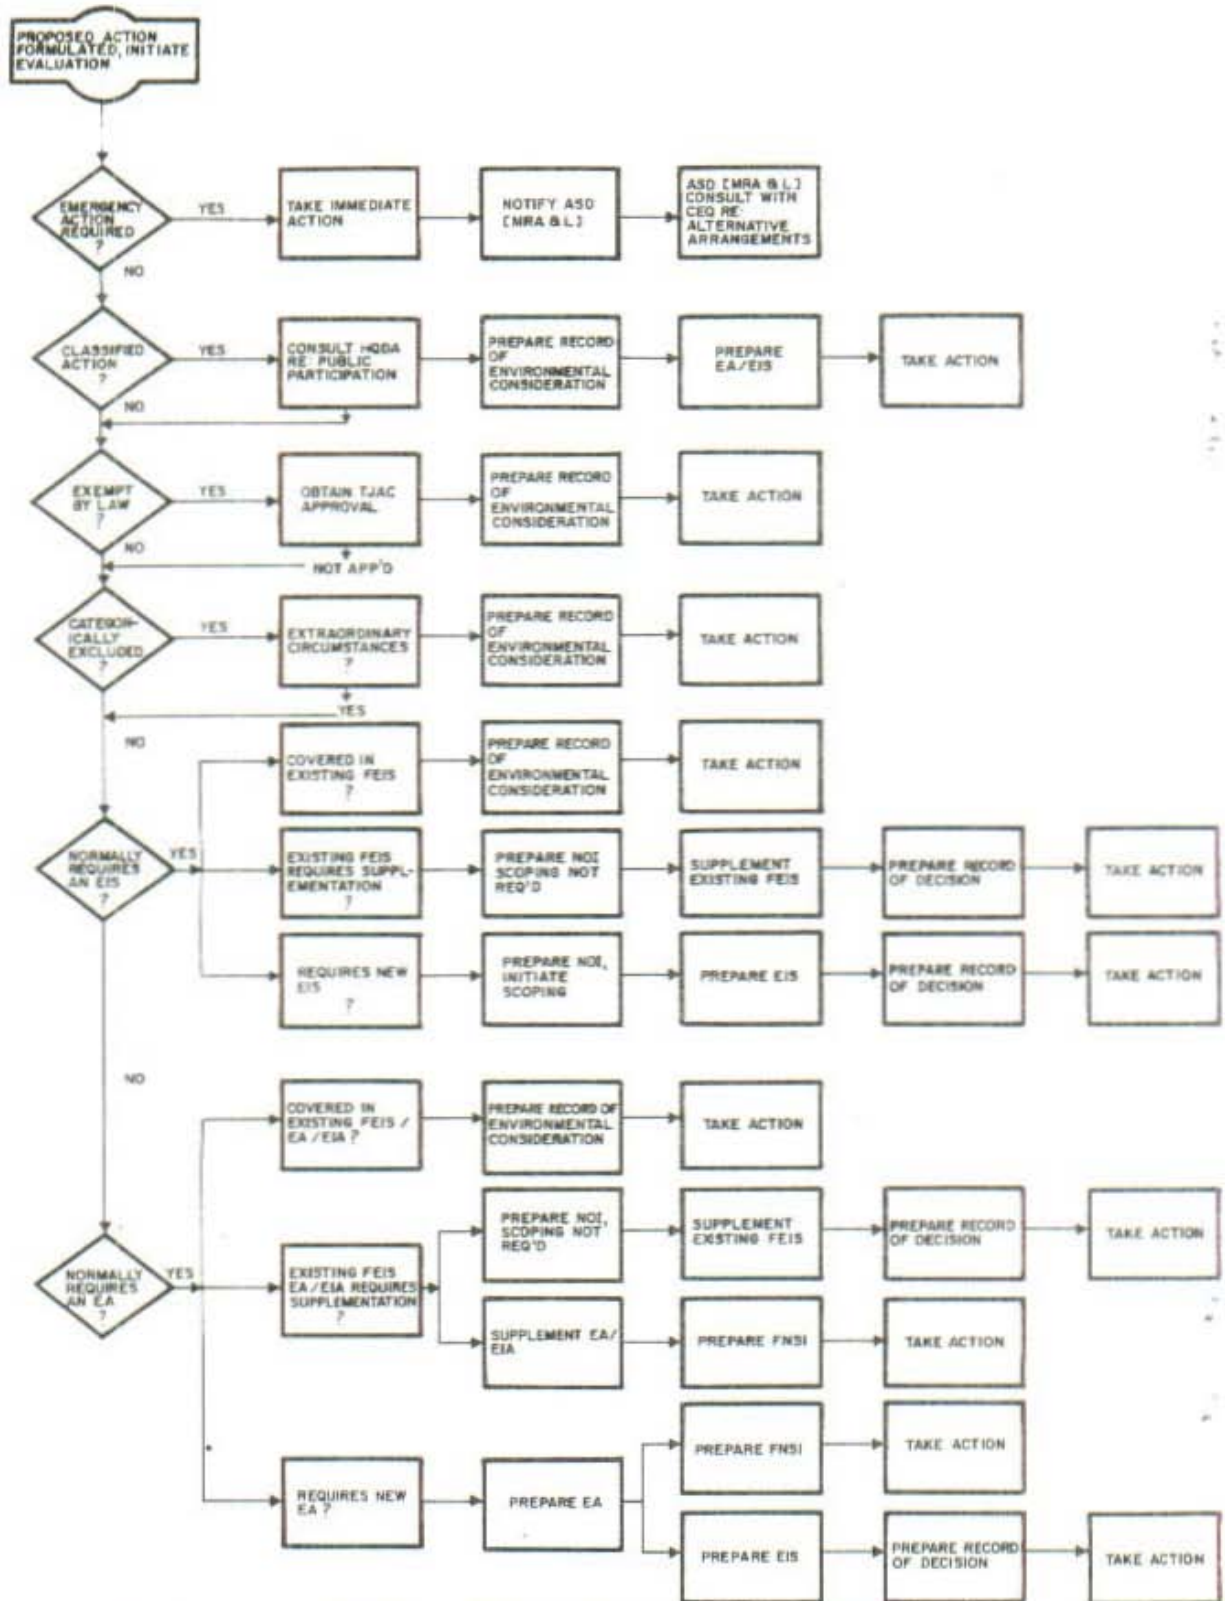 PROPOSED ACTION
FORMULATED, INITIATE
EVALUATION
EMERGENCY
ACTION
REQUIRED
?
YES
TAKE IMMEDIATE
ACTION
NOTIFY ASD
[MRA & L]
ASD [MRA & L]
CONSULT WITH
CEQ RE:
ALTERNATIVE
ARRANGEMENTS
NO
CLASSIFIED
ACTION
?
YES
CONSULT HQDA
RE: PUBLIC
PARTICIPATION
PREPARE RECORD
OF
ENVIRONMENTAL
CONSIDERATION
PREPARE
EA/EIS
TAKE ACTION
NO
EXEMPT
BY LAW
?
YES
OBTAIN TJAC
APPROVAL
PREPARE RECORD
OF
ENVIRONMENTAL
CONSIDERATION
TAKE ACTION
NO
NOT APP'D
CATEGOR-
ICALLY
EXCLUDED
?
YES
EXTRAORDINARY
CIRCUMSTANCES
?
PREPARE RECORD
OF
ENVIRONMENTAL
CONSIDERATION
TAKE ACTION
YES
NO
COVERED IN
EXISTING FEIS
?
PREPARE RECORD
OF
ENVIRONMENTAL
CONSIDERATION
TAKE ACTION
NORMALLY
REQUIRES
AN EIS
?
YES
EXISTING FEIS
REQUIRES SUPPL-
EMENTATION
?
PREPARE NOI
SCOPING NOT
REQ'D
SUPPLEMENT
EXISTING FEIS
PREPARE RECORD
OF DECISION
TAKE ACTION
REQUIRES NEW
EIS
?
PREPARE NOI,
INITIATE
SCOPING
PREPARE EIS
PREPARE RECORD
OF DECISION
TAKE ACTION
NO
COVERED IN
EXISTING FEIS /
EA / EIA ?
PREPARE RECORD OF
ENVIRONMENTAL
CONSIDERATION
TAKE ACTION
NORMALLY
REQUIRES
AN EA
?
YES
EXISTING FEIS
EA / EIA REQUIRES
SUPPLEMENTATION
?
PREPARE NOI,
SCOPING NOT
REQ'D
SUPPLEMENT
EXISTING FEIS
PREPARE RECORD
OF DECISION
TAKE ACTION
SUPPLEMENT EA/
EIA
PREPARE FNSI
TAKE ACTION
REQUIRES NEW
EA ?
PREPARE EA
PREPARE FNSI
TAKE ACTION
PREPARE EIS
PREPARE RECORD
OF DECISION
TAKE ACTION